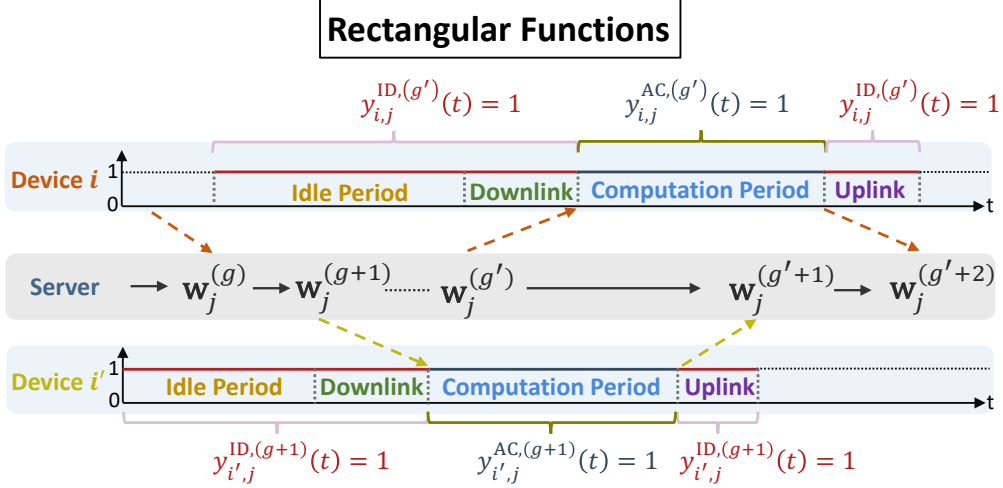 Rectangular Functions
y_{i,j}^{ID,(g′)}(t) = 1 y_{i,j}^{AC,(g′)}(t) = 1 y_{i,j}^{ID,(g′)}(t) = 1
Device i 1 0 Idle Period Downlink Computation Period Uplink t
Server w_j^{(g)} w_j^{(g+1)} w_j^{(g′)} w_j^{(g′+1)} w_j^{(g′+2)}
Device i′ 1 0 Idle Period Downlink Computation Period Uplink t
y_{i′,j}^{ID,(g+1)}(t) = 1 y_{i′,j}^{AC,(g+1)}(t) = 1 y_{i′,j}^{ID,(g+1)}(t) = 1